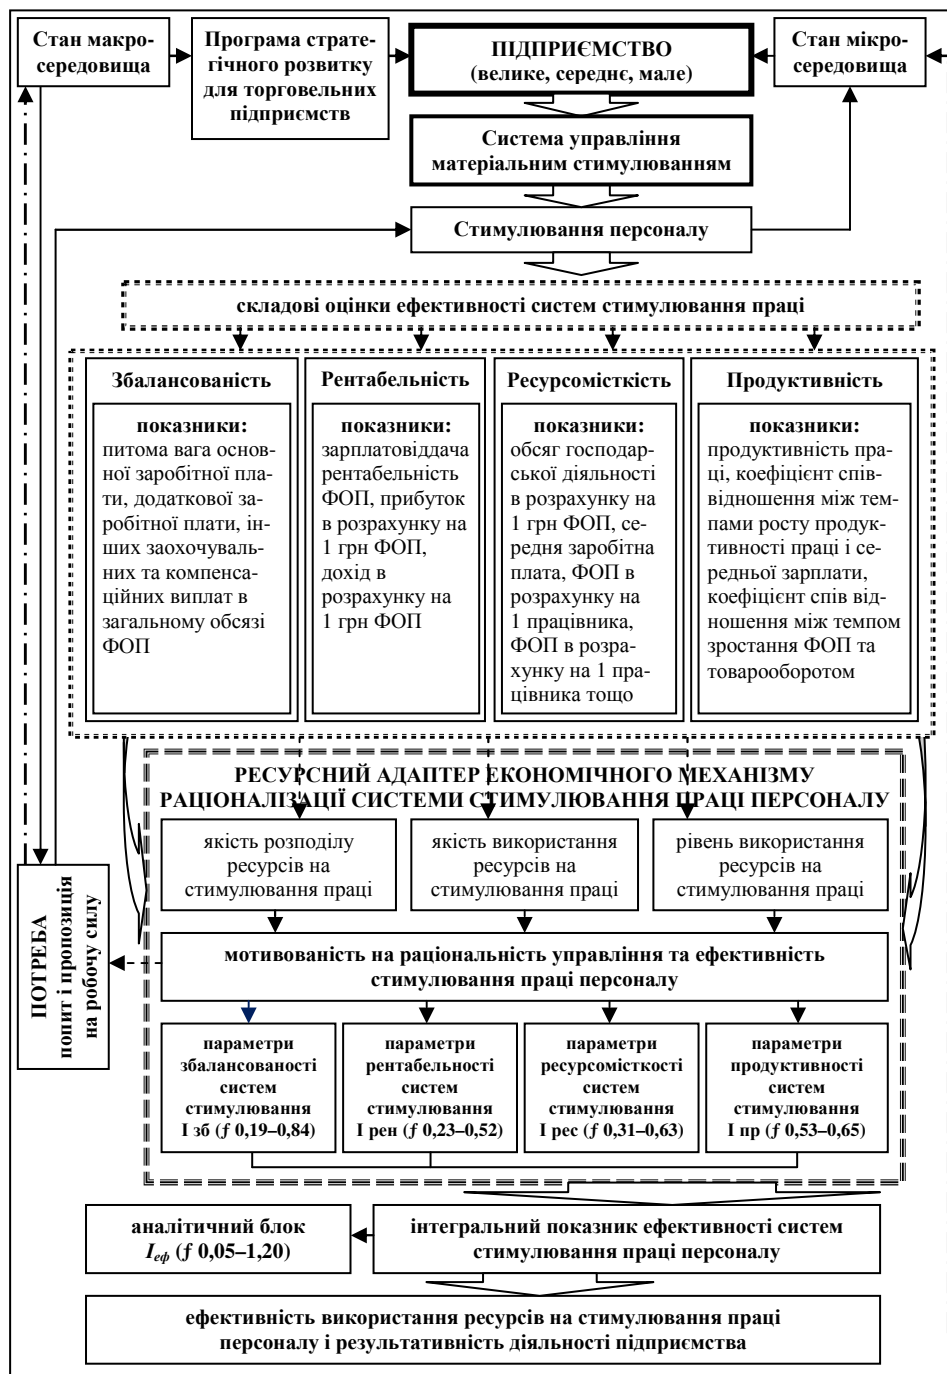 Стан макро-
середовища
Програма страте-
гічного розвитку
для торговельних
підприємств
ПІДПРИЄМСТВО
(велике, середнє, мале)
Стан мікро-
середовища
Система управління
матеріальним стимулюванням
Стимулювання персоналу
складові оцінки ефективності систем стимулювання праці
Збалансованість
показники:
питома вага основ-
ної заробітної пла-
ти, додаткової за-
робітної плати, ін-
ших заохочуваль-
них та компенса-
ційних виплат в
загальному обсязі
ФОП
Рентабельність
показники:
зарплатовіддача
рентабельність
ФОП, прибуток
в розрахунку на
1 грн ФОП,
дохід в
розрахунку на
1 грн ФОП
Ресурсомісткість
показники:
обсяг господар-
ської діяльності
в розрахунку на
1 грн ФОП, се-
редня заробітна
плата, ФОП в
розрахунку на
1 працівника,
ФОП в розра-
хунку на 1 пра-
цівника тощо
Продуктивність
показники:
продуктивність пра-
ці, коефіцієнт спів-
відношення між тем-
пами росту продук-
тивності праці і се-
редньої зарплати,
коефіцієнт спів від-
ношення між темпом
зростання ФОП та
товарооборотом
РЕСУРСНИЙ АДАПТЕР ЕКОНОМІЧНОГО МЕХАНІЗМУ
РАЦІОНАЛІЗАЦІЇ СИСТЕМИ СТИМУЛЮВАННЯ ПРАЦІ ПЕРСОНАЛУ
якість розподілу
ресурсів на
стимулювання праці
якість використання
ресурсів на
стимулювання праці
рівень використання
ресурсів на
стимулювання праці
ПОТРЕБА
попит і пропозиція
на робочу силу
мотивованість на раціональність управління та ефективність
стимулювання праці персоналу
параметри
збалансованості
систем
стимулювання
І зб (ƒ 0,19–0,84)
параметри
рентабельності
систем
стимулювання
І рен (ƒ 0,23–0,52)
параметри
ресурсомісткості
систем
стимулювання
І рес (ƒ 0,31–0,63)
параметри
продуктивності
систем
стимулювання
І пр (ƒ 0,53–0,65)
аналітичний блок
Iеф (ƒ 0,05–1,20)
інтегральний показник ефективності систем
стимулювання праці персоналу
ефективність використання ресурсів на стимулювання праці
персоналу і результативність діяльності підприємства